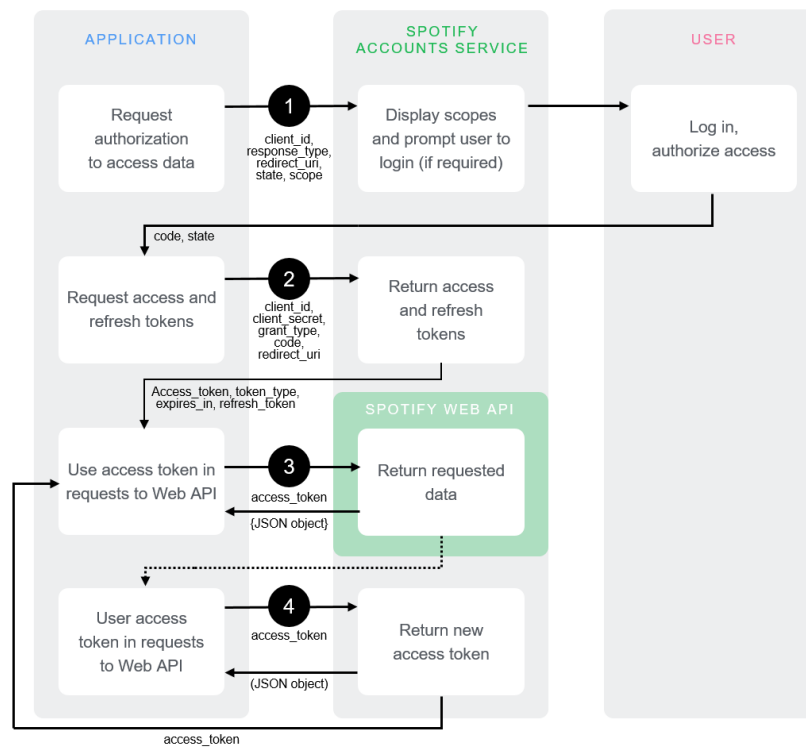 APPLICATION
SPOTIFY
ACCOUNTS SERVICE
USER
Request
authorization
to access data
1
client_id,
response_type,
redirect_uri,
state, scope
Display scopes
and prompt user to
login (if required)
Log in,
authorize access
code, state
Request access and
refresh tokens
2
client_id,
client_secret,
grant_type,
code,
redirect_uri
Return access
and refresh
tokens
Access_token, token_type,
expires_in, refresh_token
SPOTIFY WEB API
Use access token in
requests to Web API
3
access_token
{JSON object}
Return requested
data
User access
token in requests
to Web API
4
access_token
(JSON object)
Return new
access token
access_token